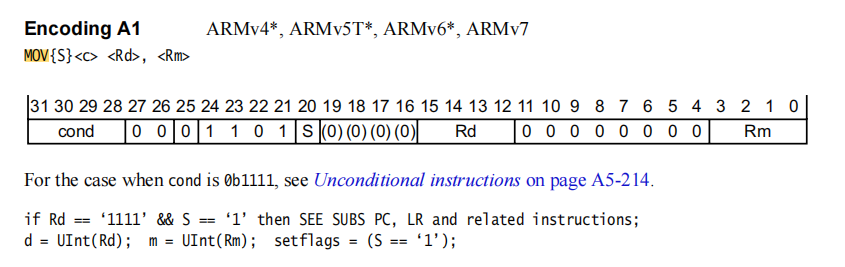 Encoding A1 ARMv4*, ARMv5T*, ARMv6*, ARMv7
MOV{S}<c> <Rd>, <Rm>
31 30 29 28 27 26 25 24 23 22 21 20 19 18 17 16 15 14 13 12 11 10 9 8 7 6 5 4 3 2 1 0
cond 0 0 0 1 1 0 1 S (0) (0) (0) (0) Rd 0 0 0 0 0 0 0 0 Rm
For the case when cond is 0b1111, see Unconditional instructions on page A5-214.
if Rd == ‘1111’ && S == ‘1’ then SEE SUBS PC, LR and related instructions;
d = UInt(Rd); m = UInt(Rm); setflags = (S == ‘1’);